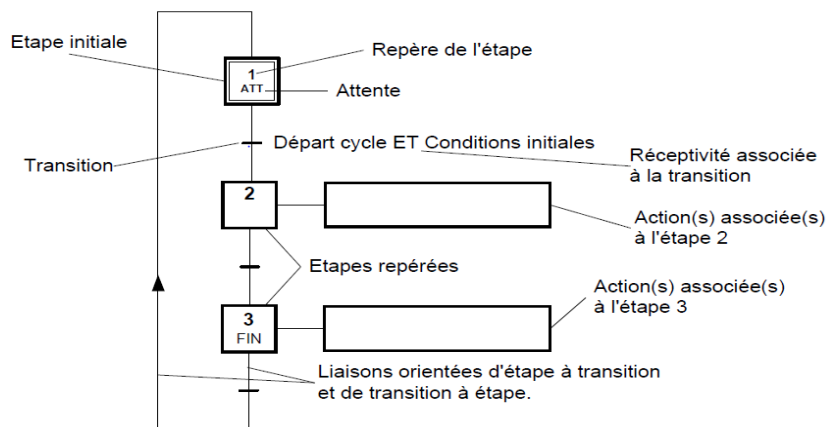 Etape initiale
Repère de l'étape
1
ATT
Attente
Départ cycle ET Conditions initiales
Transition
Réceptivité associée
à la transition
2
Action(s) associée(s)
à l'étape 2
Etapes repérées
Action(s) associée(s)
à l'étape 3
3
FIN
Liaisons orientées d'étape à transition
et de transition à étape.